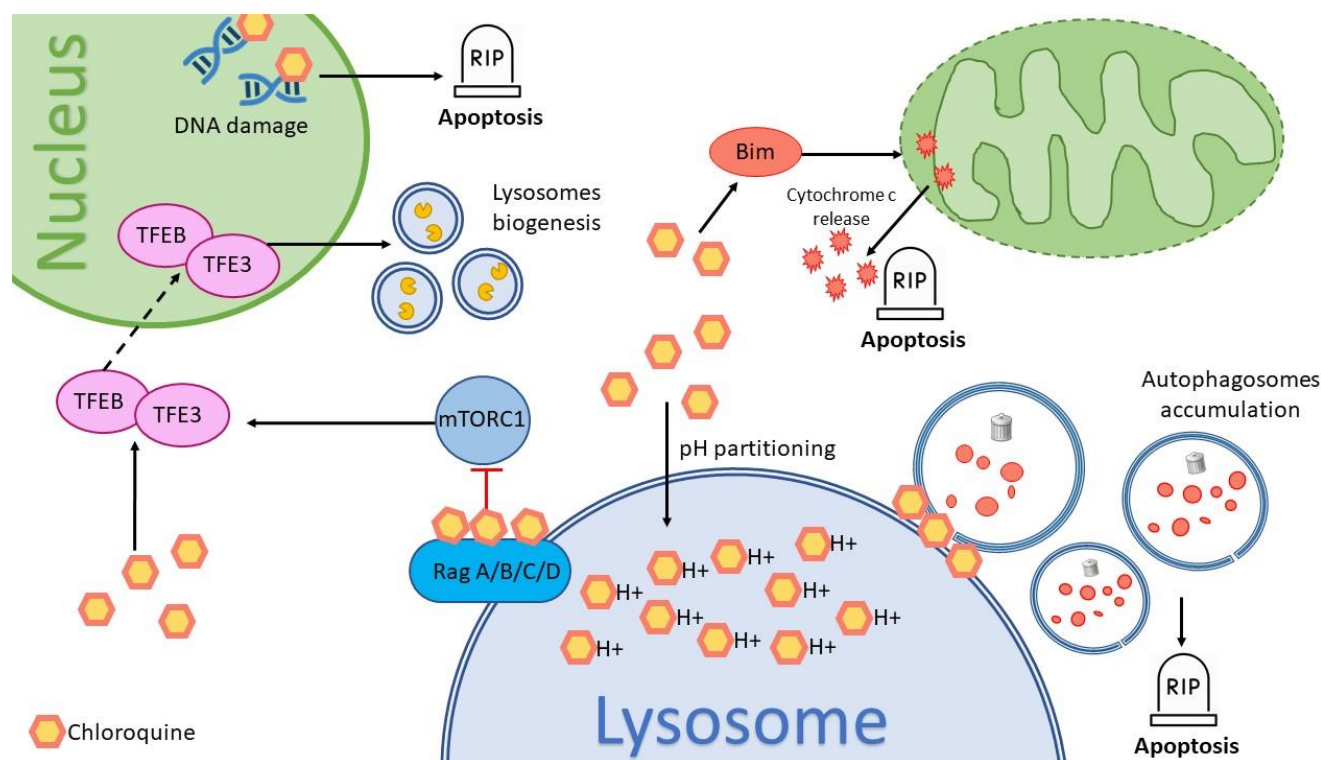 Nucleus
DNA damage
RIP
Apoptosis
TFEB
TFE3
Lysosomes
biogenesis
Bim
Cytochrome c
release
RIP
Apoptosis
TFEB
TFE3
mTORC1
pH partitioning
Autophagosomes
accumulation
Rag A/B/C/D
H+
H+
H+
H+
H+
H+
H+
H+
H+
H+
Lysosome
RIP
Apoptosis
Chloroquine